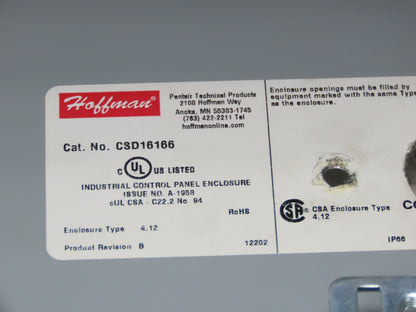 Hoffman
Pentair Technical Products
2100 Hoffman Way
Anoka, MN 55303-1745
(763) 422-2211 Tel
hoffmanonline.com
Cat. No. CSD16166
C UL US LISTED
INDUSTRIAL CONTROL PANEL ENCLOSURE
ISSUE NO. A-1958
cUL CSA - C22.2 No. 94
RoHS
Enclosure Type 4,12
Product Revision B
12202
Enclosure openings must be filled by
equipment marked with the same Type
as the enclosure.
SA CSA Enclosure Type
4,12
IP66